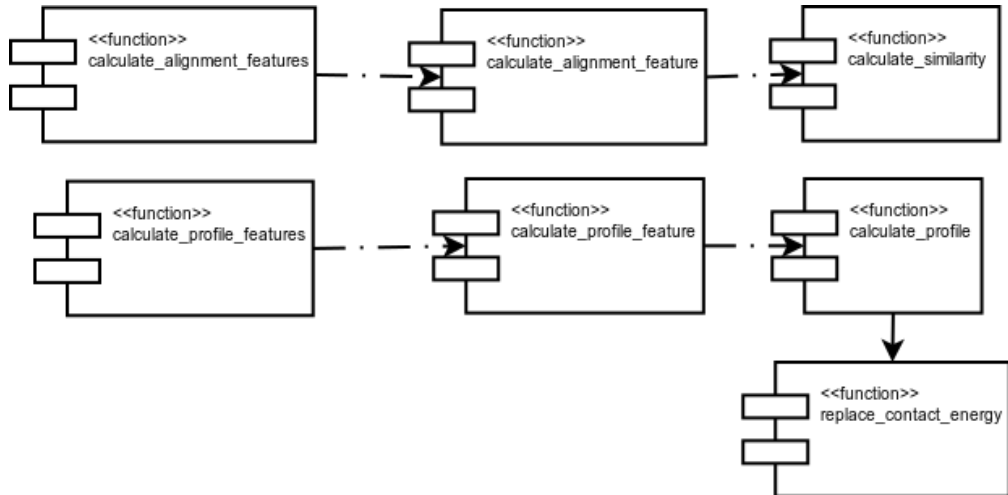 <<function>>
calculate_alignment_features
<<function>>
calculate_alignment_feature
<<function>>
calculate_similarity
<<function>>
calculate_profile_features
<<function>>
calculate_profile_feature
<<function>>
calculate_profile
<<function>>
replace_contact_energy